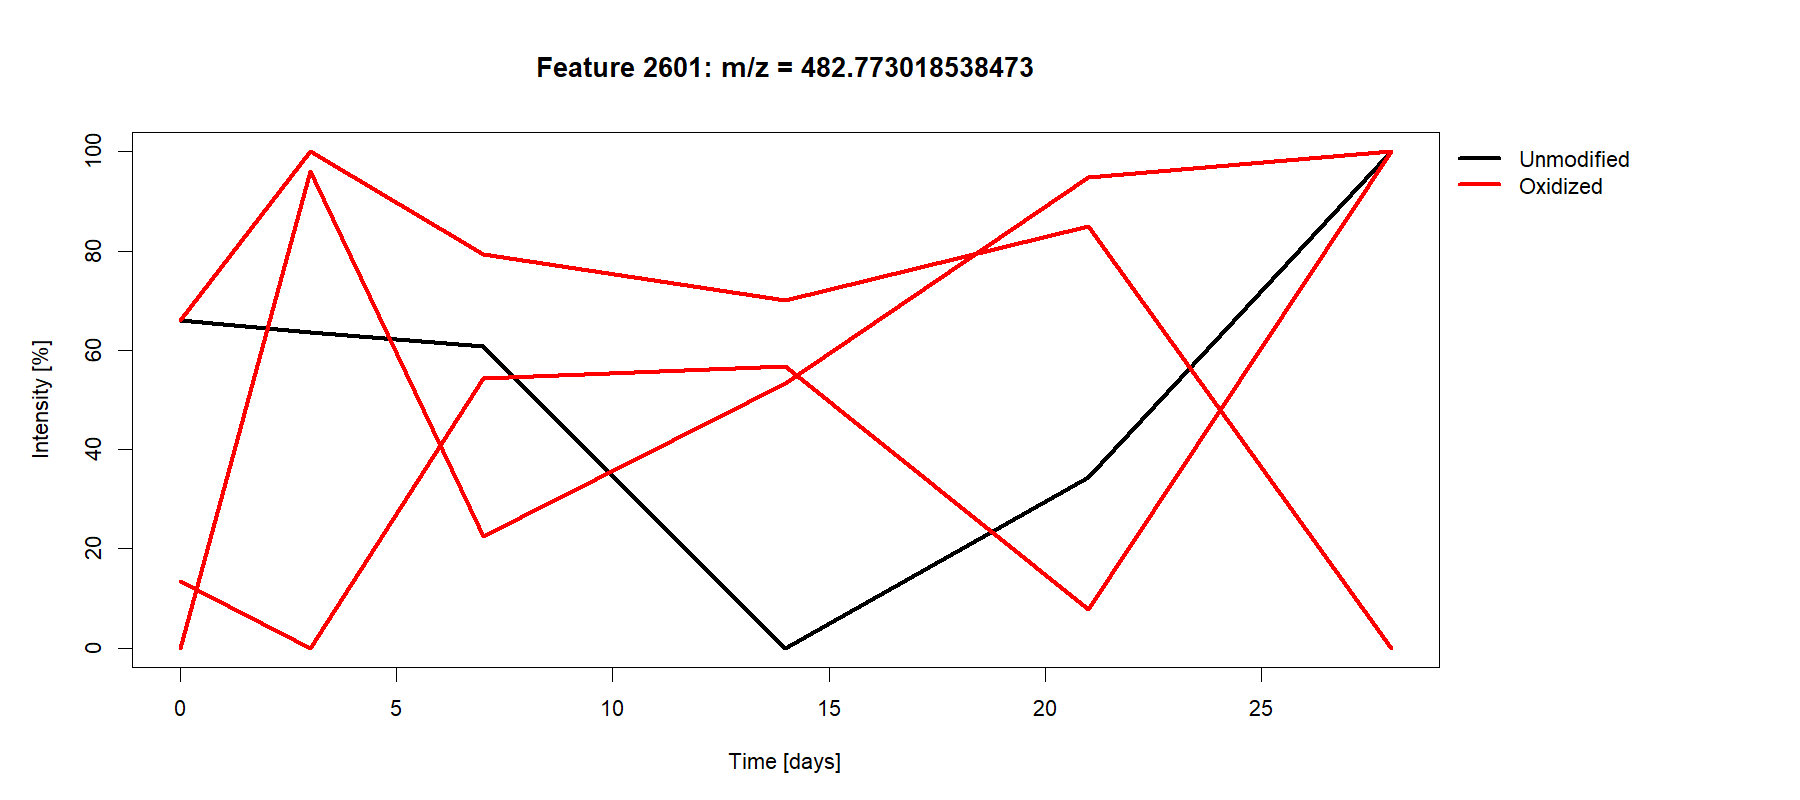 Feature 2601: m/z = 482.773018538473
Unmodified
Oxidized
Intensity [%]
100
80
60
40
20
0
0 5 10 15 20 25
Time [days]